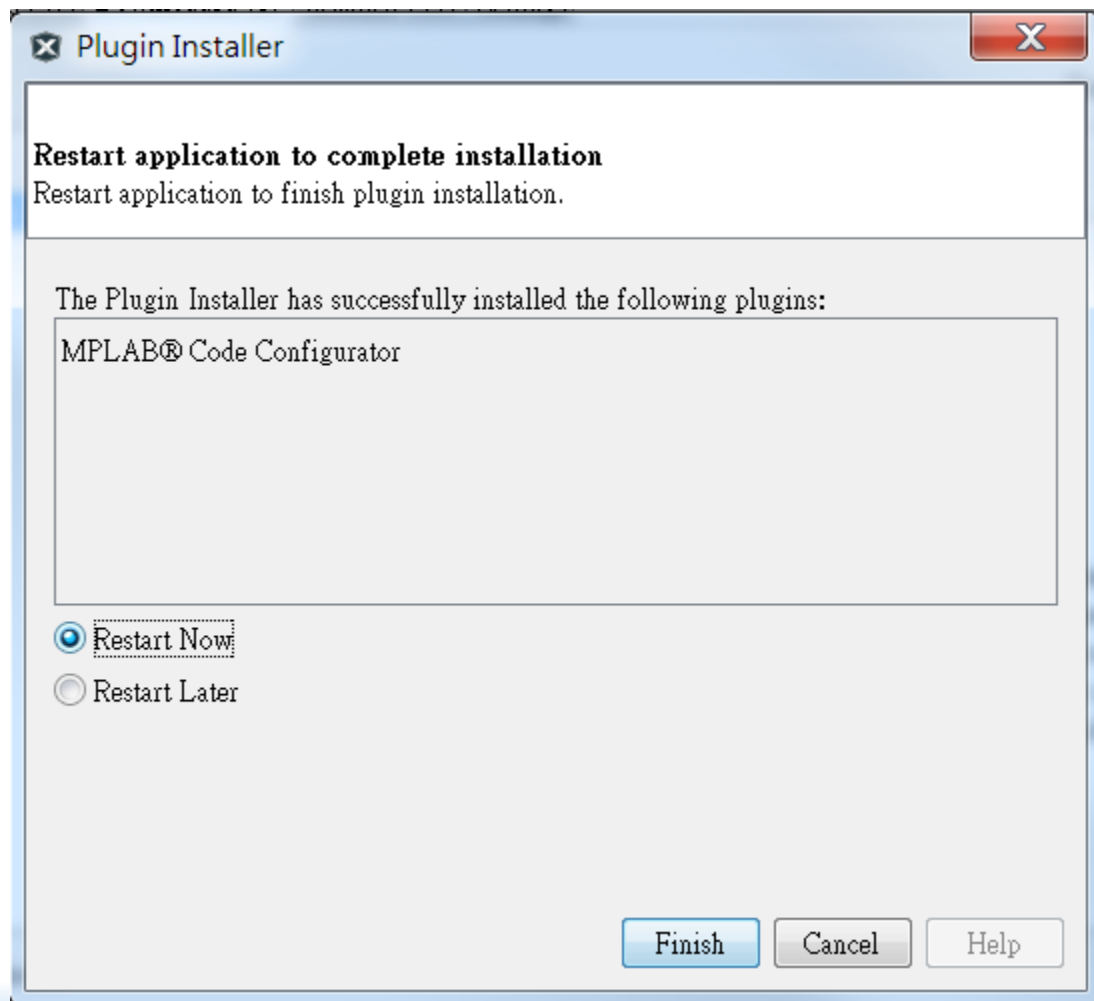 Plugin Installer
Restart application to complete installation
Restart application to finish plugin installation.
The Plugin Installer has successfully installed the following plugins:
MPLAB® Code Configurator
Restart Now
Restart Later
Finish
Cancel
Help